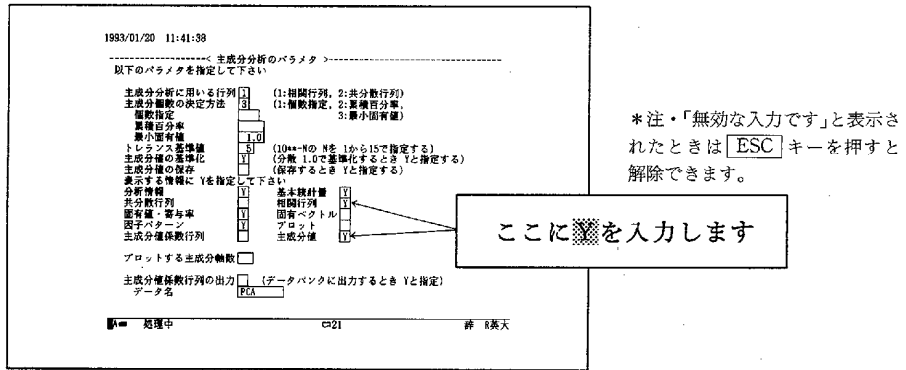 1993/01/20 11:41:38
--------------------< 主成分分析のパラメタ >--------------------
以下のパラメタを指定して下さい
主成分分析に用いる行列 1 (1:相関行列, 2:共分散行列)
主成分個数の決定方法 3 (1:個数指定, 2:累積百分率,
個数指定 3:最小固有値)
累積百分率
最小固有値 1.0
トレランス基準値 5 (10**-Nの Nを 1から15で指定する)
主成分値の基準化 Y (分散 1.0で基準化するとき Yと指定する)
主成分値の保存 (保存するとき Yと指定する)
表示する情報に Yを指定して下さい
分析情報 Y 基本統計量 Y
共分散行列 相関行列 Y
固有値・寄与率 Y 固有ベクトル
因子パターン Y プロット
主成分値係数行列 主成分値 Y
プロットする主成分軸数
主成分値係数行列の出力 (データバンクに出力するとき Yと指定)
データ名 PCA
処理中 21 辞 R英大
*注・「無効な入力です」と表示さ
れたときは ESC キーを押すと
解除できます。
ここにYを入力します